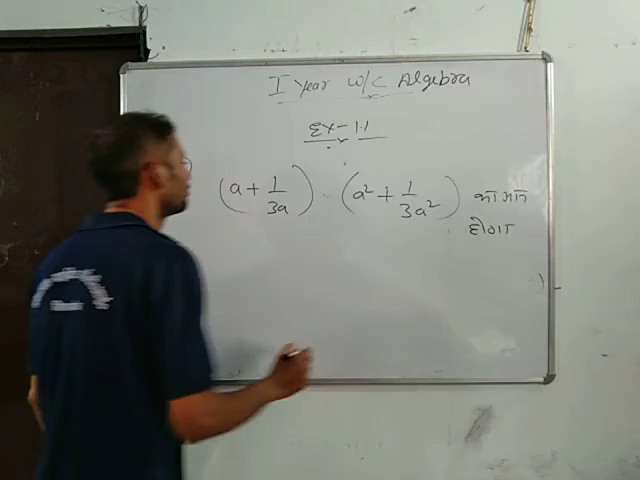 I Year W/C Algebra
Ex-1.1
(a + 1/3a) . (a² + 1/3a²) का मान
होगा